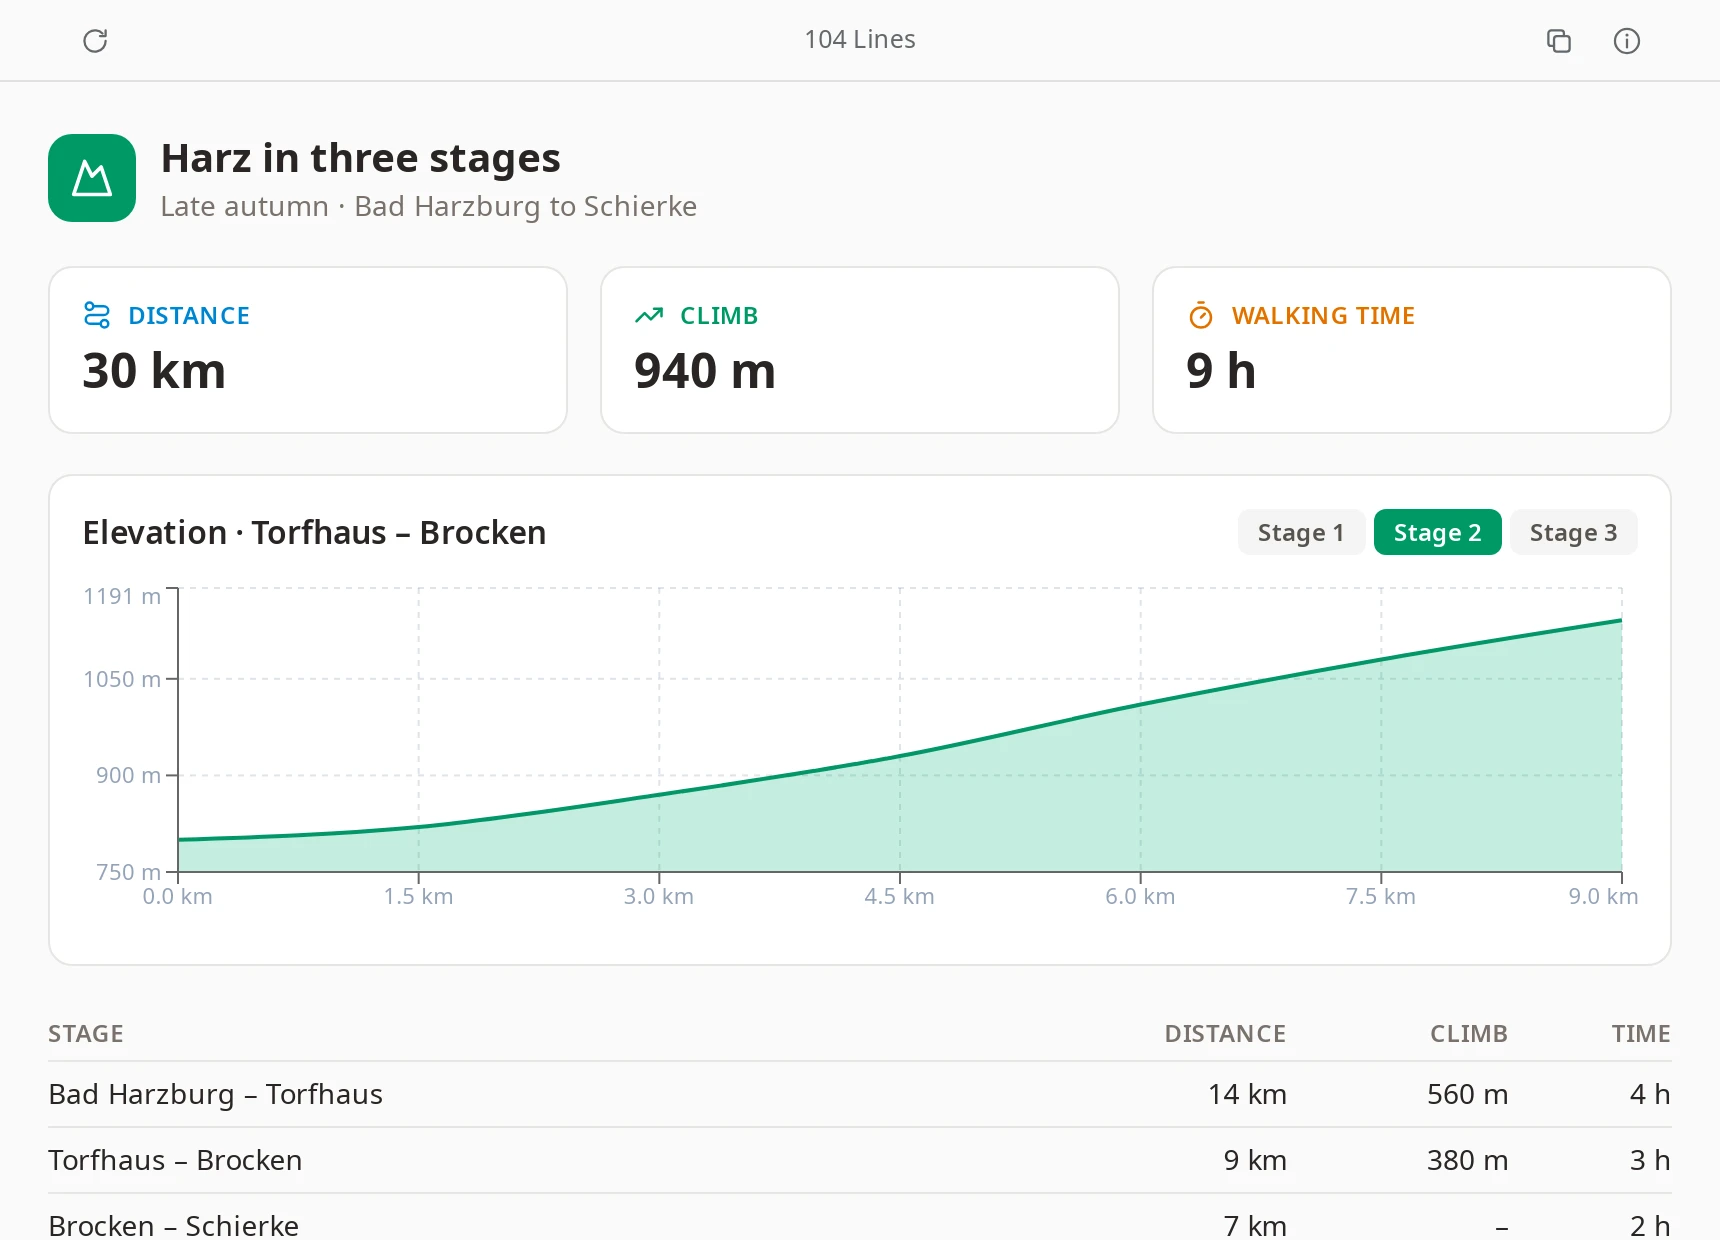 104 Lines
Harz in three stages
Late autumn · Bad Harzburg to Schierke
DISTANCE
30 km
CLIMB
940 m
WALKING TIME
9 h
Elevation · Torfhaus – Brocken
Stage 1 Stage 2 Stage 3
1191 m
1050 m
900 m
750 m
0.0 km 1.5 km 3.0 km 4.5 km 6.0 km 7.5 km 9.0 km
STAGE DISTANCE CLIMB TIME
Bad Harzburg – Torfhaus 14 km 560 m 4 h
Torfhaus – Brocken 9 km 380 m 3 h
Brocken – Schierke 7 km – 2 h